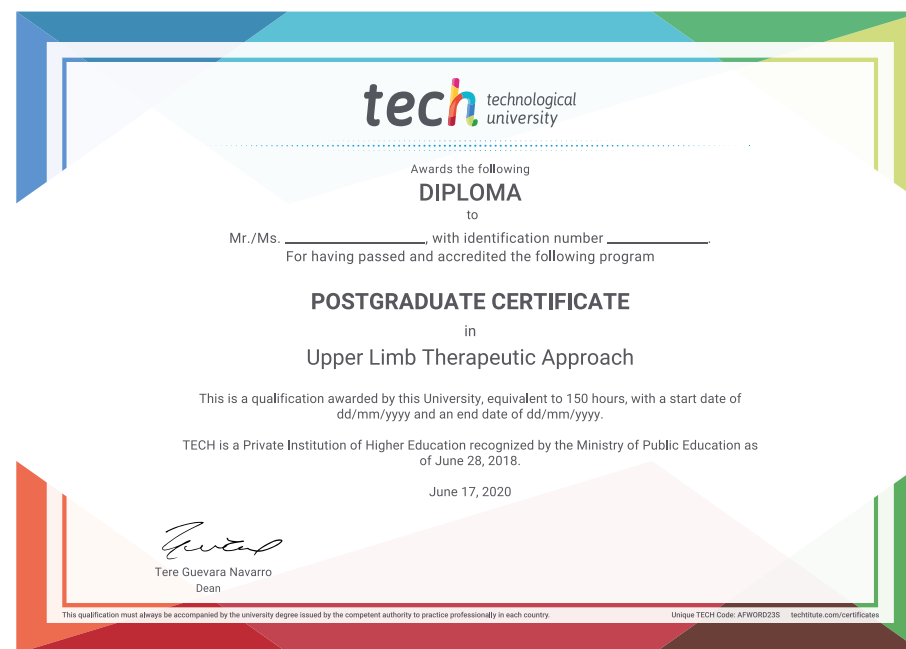 tech technological
university
Awards the following
DIPLOMA
to
Mr./Ms. ____________________, with identification number ______________.
For having passed and accredited the following program
POSTGRADUATE CERTIFICATE
in
Upper Limb Therapeutic Approach
This is a qualification awarded by this University, equivalent to 150 hours, with a start date of
dd/mm/yyyy and an end date of dd/mm/yyyy.
TECH is a Private Institution of Higher Education recognized by the Ministry of Public Education as
of June 28, 2018.
June 17, 2020
Tere Guevara Navarro
Dean
This qualification must always be accompanied by the university degree issued by the competent authority to practice professionally in each country. Unique TECH Code: AFWORD23S techtitute.com/certificates